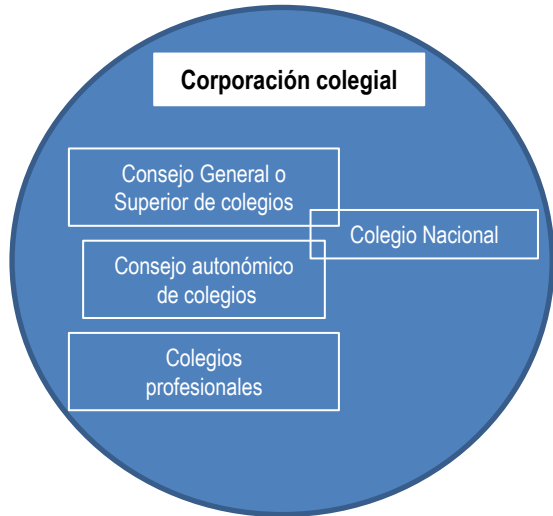 Corporación colegial
Consejo General o
Superior de colegios
Colegio Nacional
Consejo autonómico
de colegios
Colegios
profesionales